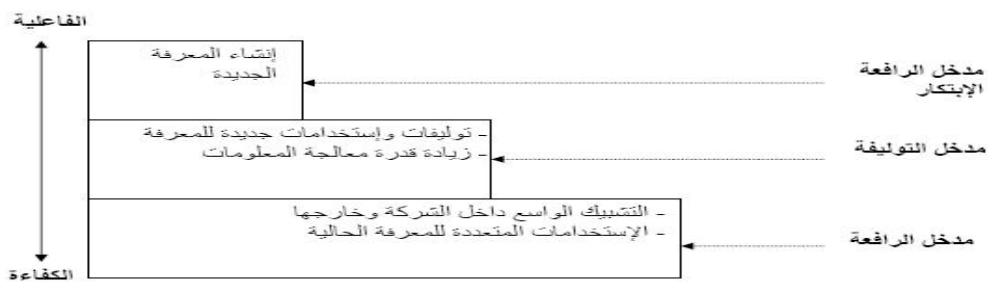 الفاعلية
إنشاء المعرفة
الجديدة
مدخل الرافعة
الإبتكار
- توليفات وإستخدامات جديدة للمعرفة
- زيادة قدرة معالجة المعلومات
مدخل التوليفة
- التشبيك الواسع داخل الشركة وخارجها
- الإستخدامات المتعددة للمعرفة الحالية
مدخل الرافعة
الكفاءة